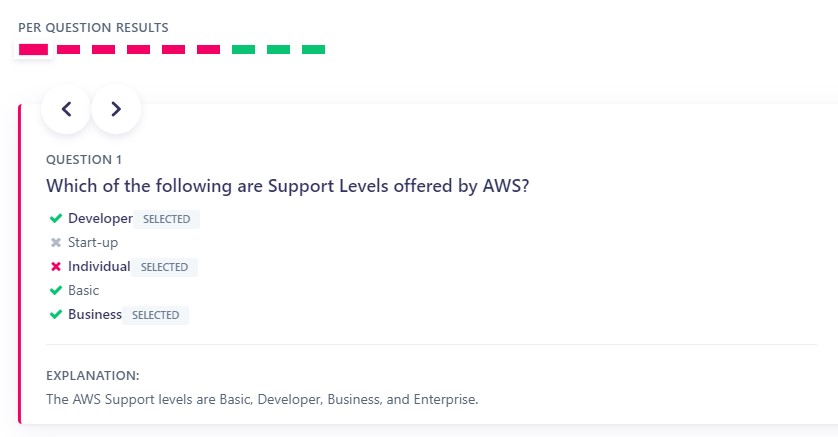 PER QUESTION RESULTS
QUESTION 1
Which of the following are Support Levels offered by AWS?
Developer SELECTED
Start-up
Individual SELECTED
Basic
Business SELECTED
EXPLANATION:
The AWS Support levels are Basic, Developer, Business, and Enterprise.